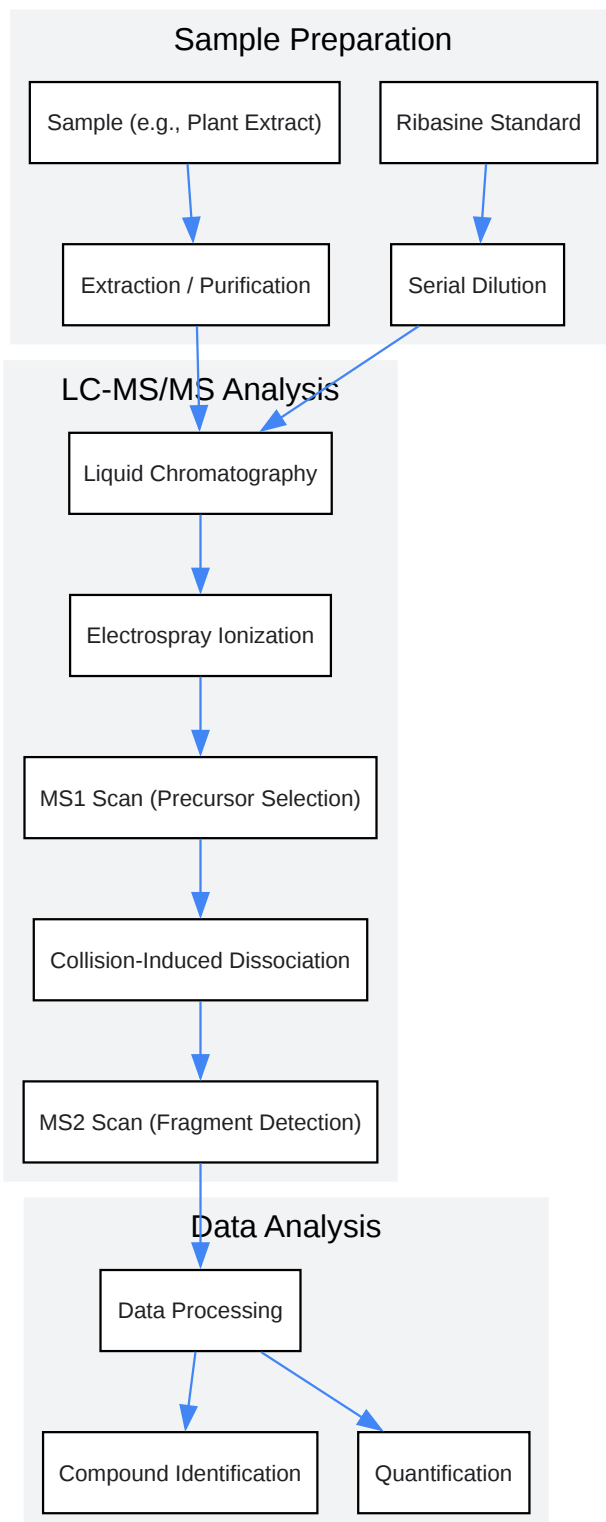 Sample Preparation
Sample (e.g., Plant Extract)
Ribasine Standard
Extraction / Purification
Serial Dilution
LC-MS/MS Analysis
Liquid Chromatography
Electrospray Ionization
MS1 Scan (Precursor Selection)
Collision-Induced Dissociation
MS2 Scan (Fragment Detection)
Data Analysis
Data Processing
Compound Identification
Quantification